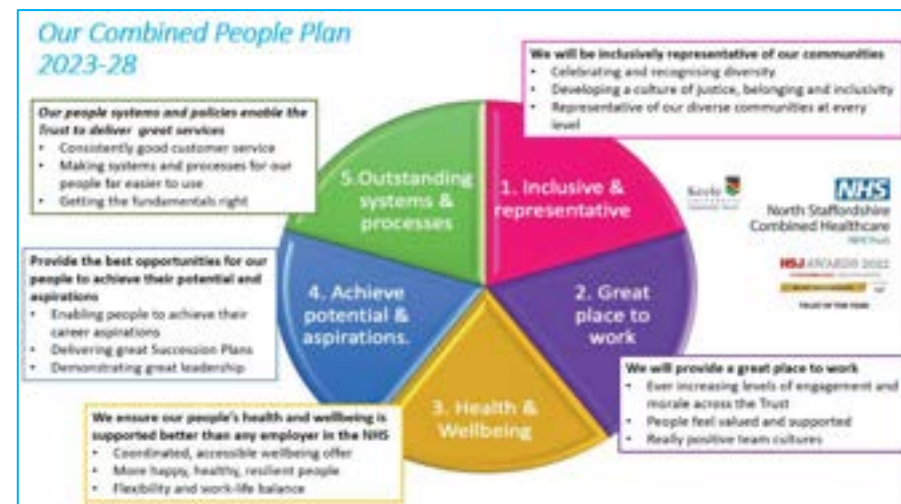 Our Combined People Plan
2023-28
We will be inclusively representative of our communities
• Celebrating and recognising diversity
• Developing a culture of justice, belonging and inclusivity
• Representative of our diverse communities at every
level
Our people systems and policies enable the
Trust to deliver great services
• Consistently good customer service
• Making systems and processes for our
people far easier to use
• Getting the fundamentals right
5.Outstanding
systems &
processes
1. Inclusive &
representative
Keele
NHS
North Staffordshire
Combined Healthcare
NHS Trust
HSJ AWARDS 2022
TRUST OF THE YEAR
Provide the best opportunities for our
people to achieve their potential and
aspirations
• Enabling people to achieve their
career aspirations
• Delivering great Succession Plans
• Demonstrating great leadership
4. Achieve
potential &
aspirations.
2. Great
place to
work
We will provide a great place to work
• Ever increasing levels of engagement and
morale across the Trust
• People feel valued and supported
• Really positive team cultures
3. Health &
Wellbeing
We ensure our people's health and wellbeing is
supported better than any employer in the NHS
• Coordinated, accessible wellbeing offer
• More happy, healthy, resilient people
• Flexibility and work-life balance